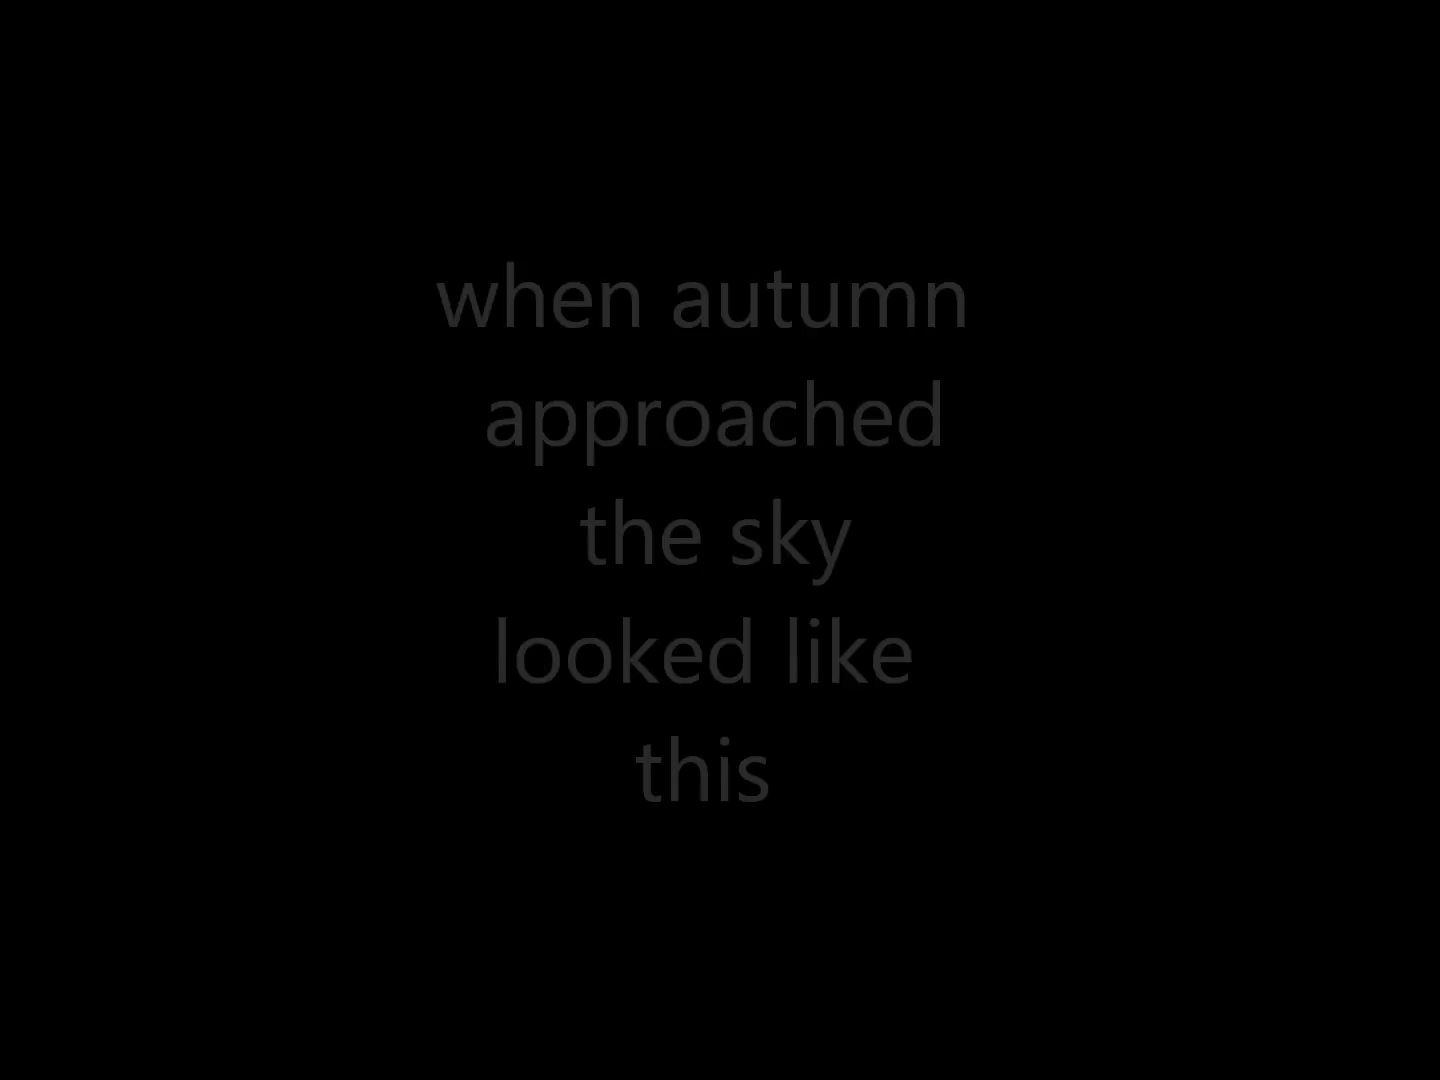 when autumn
approached
the sky
looked like
this